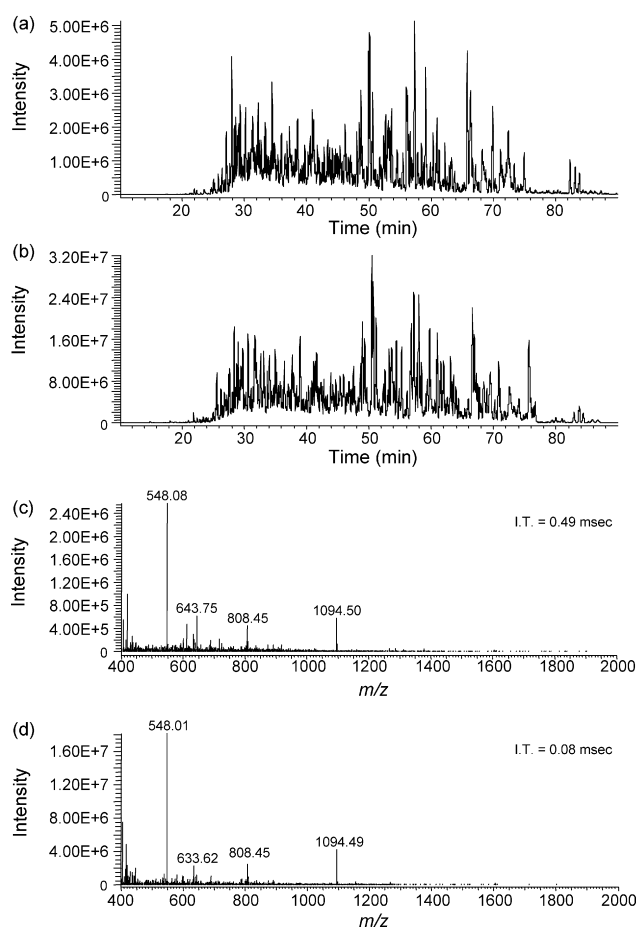 (a)
Intensity
5.00E+6
4.00E+6
3.00E+6
2.00E+6
1.00E+6
0
20 30 40 50 60 70 80
Time (min)
(b)
Intensity
3.20E+7
2.40E+7
1.60E+7
8.00E+6
0
20 30 40 50 60 70 80
Time (min)
(c)
Intensity
2.40E+6
2.00E+6
1.60E+6
1.20E+6
8.00E+5
4.00E+5
0
548.08
643.75
808.45
1094.50
I.T. = 0.49 msec
400 600 800 1000 1200 1400 1600 1800 2000
m/z
(d)
Intensity
1.60E+7
1.20E+7
8.00E+6
4.00E+6
0
548.01
633.62
808.45
1094.49
I.T. = 0.08 msec
400 600 800 1000 1200 1400 1600 1800 2000
m/z